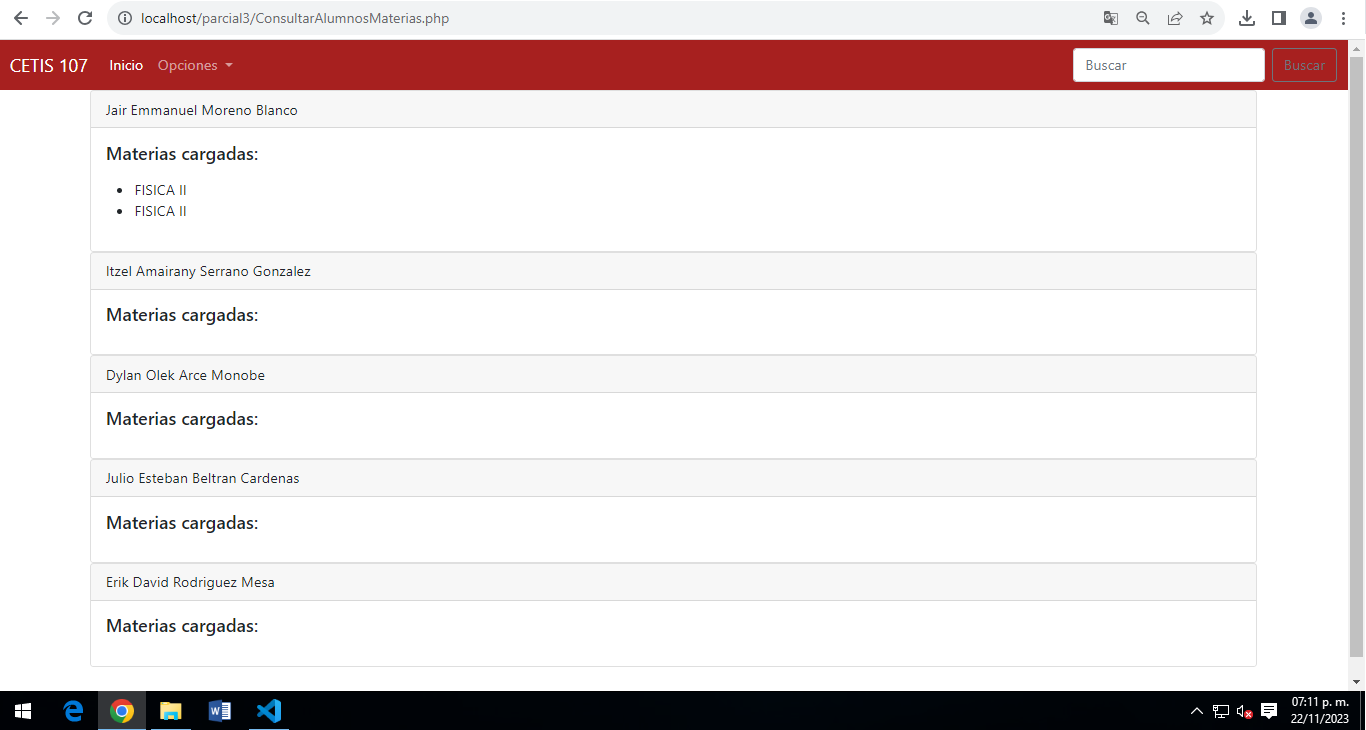 localhost/parcial3/ConsultarAlumnosMaterias.php
CETIS 107 Inicio Opciones Buscar Buscar
Jair Emmanuel Moreno Blanco
Materias cargadas:
• FISICA II
• FISICA II
Itzel Amairany Serrano Gonzalez
Materias cargadas:
Dylan Olek Arce Monobe
Materias cargadas:
Julio Esteban Beltran Cardenas
Materias cargadas:
Erik David Rodriguez Mesa
Materias cargadas:
07:11 p. m.
22/11/2023